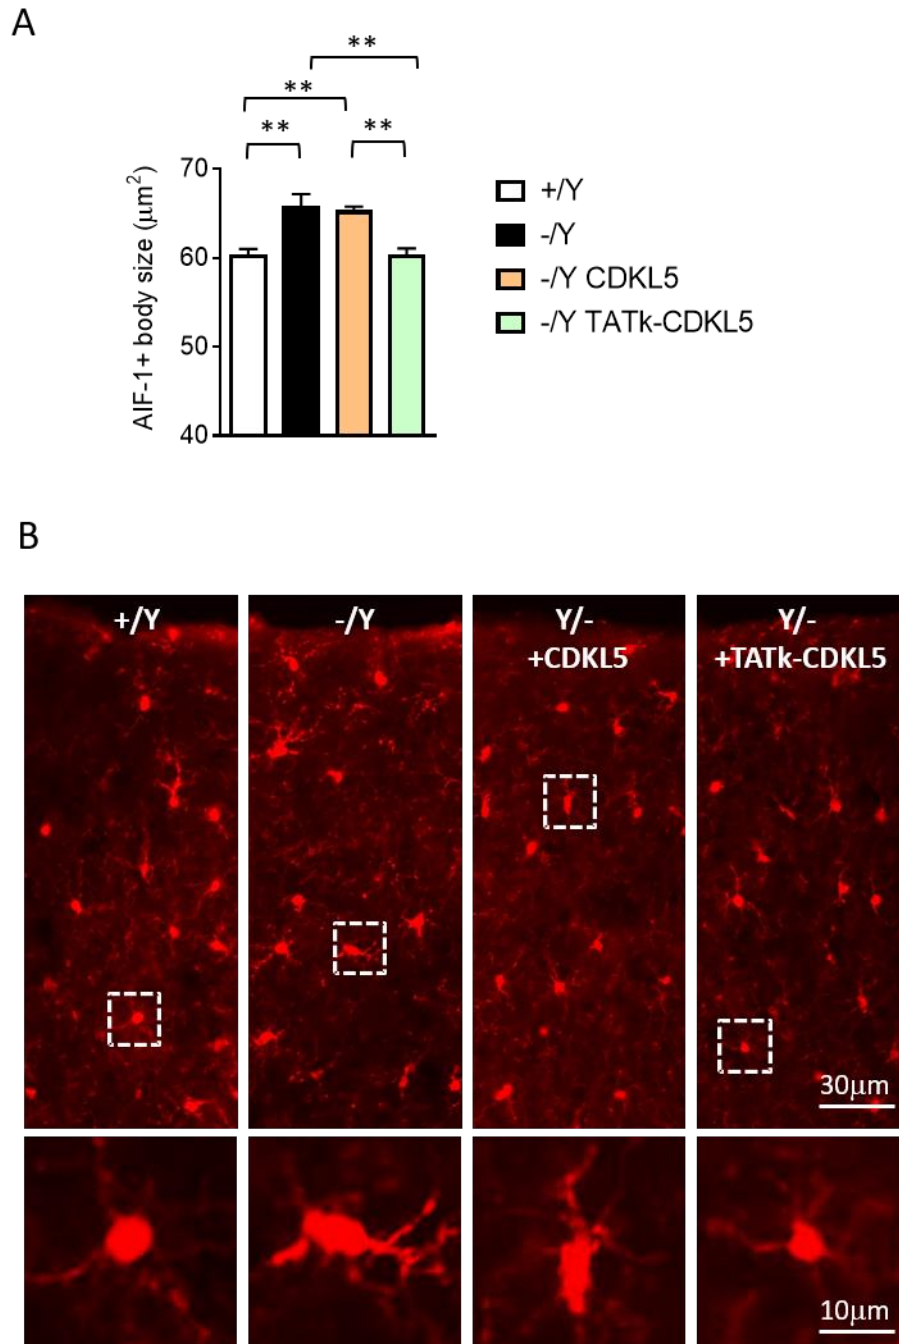 A
**
**
** **
70
60
50
40
AIF-1+ body size (μm²)
+/Y
-/Y
-/Y CDKL5
-/Y TATk-CDKL5
B
+/Y
-/Y
Y/-
+CDKL5
Y/-
+TATk-CDKL5
30μm
10μm